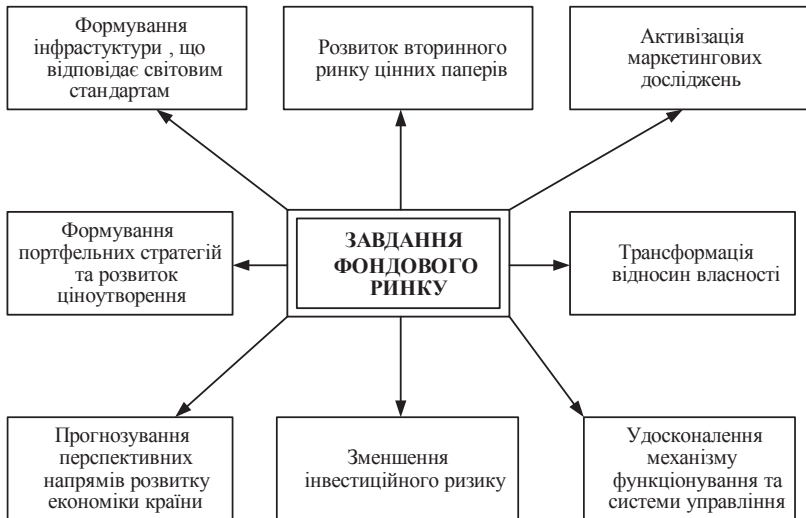 Формування
інфрастуктури , що
відповідає світовим
стандартам
Розвиток вторинного
ринку цінних паперів
Активізація
маркетингових
досліджень
Формування
портфельних стратегій
та розвиток
ціноутворення
ЗАВДАННЯ
ФОНДОВОГО
РИНКУ
Трансформація
відносин власності
Прогнозування
перспективних
напрямів розвитку
економіки країни
Зменшення
інвестиційного ризику
Удосконалення
механізму
функціонування та
системи управління